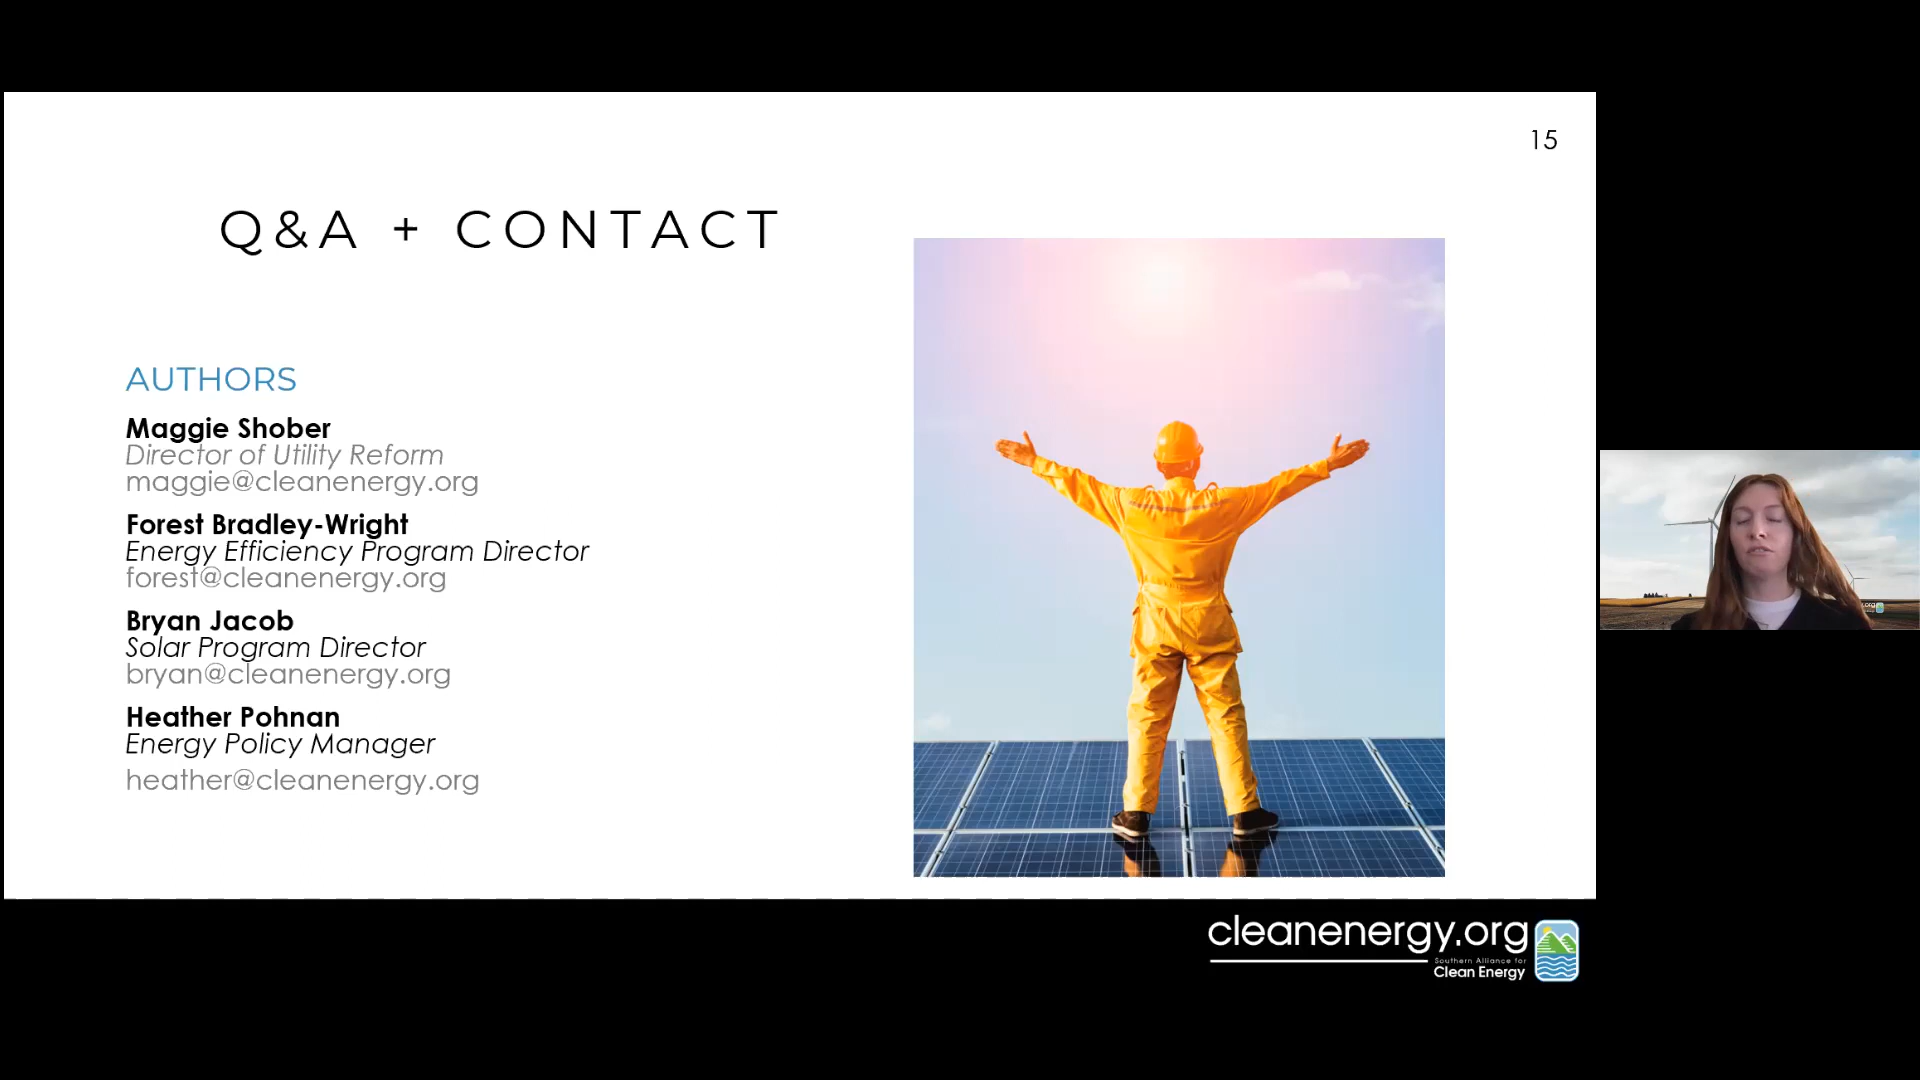 15
Q&A + CONTACT
AUTHORS
Maggie Shober
Director of Utility Reform
maggie@cleanenergy.org
Forest Bradley-Wright
Energy Efficiency Program Director
forest@cleanenergy.org
Bryan Jacob
Solar Program Director
bryan@cleanenergy.org
Heather Pohnan
Energy Policy Manager
heather@cleanenergy.org
cleanenergy.org
Southern Alliance for
Clean Energy